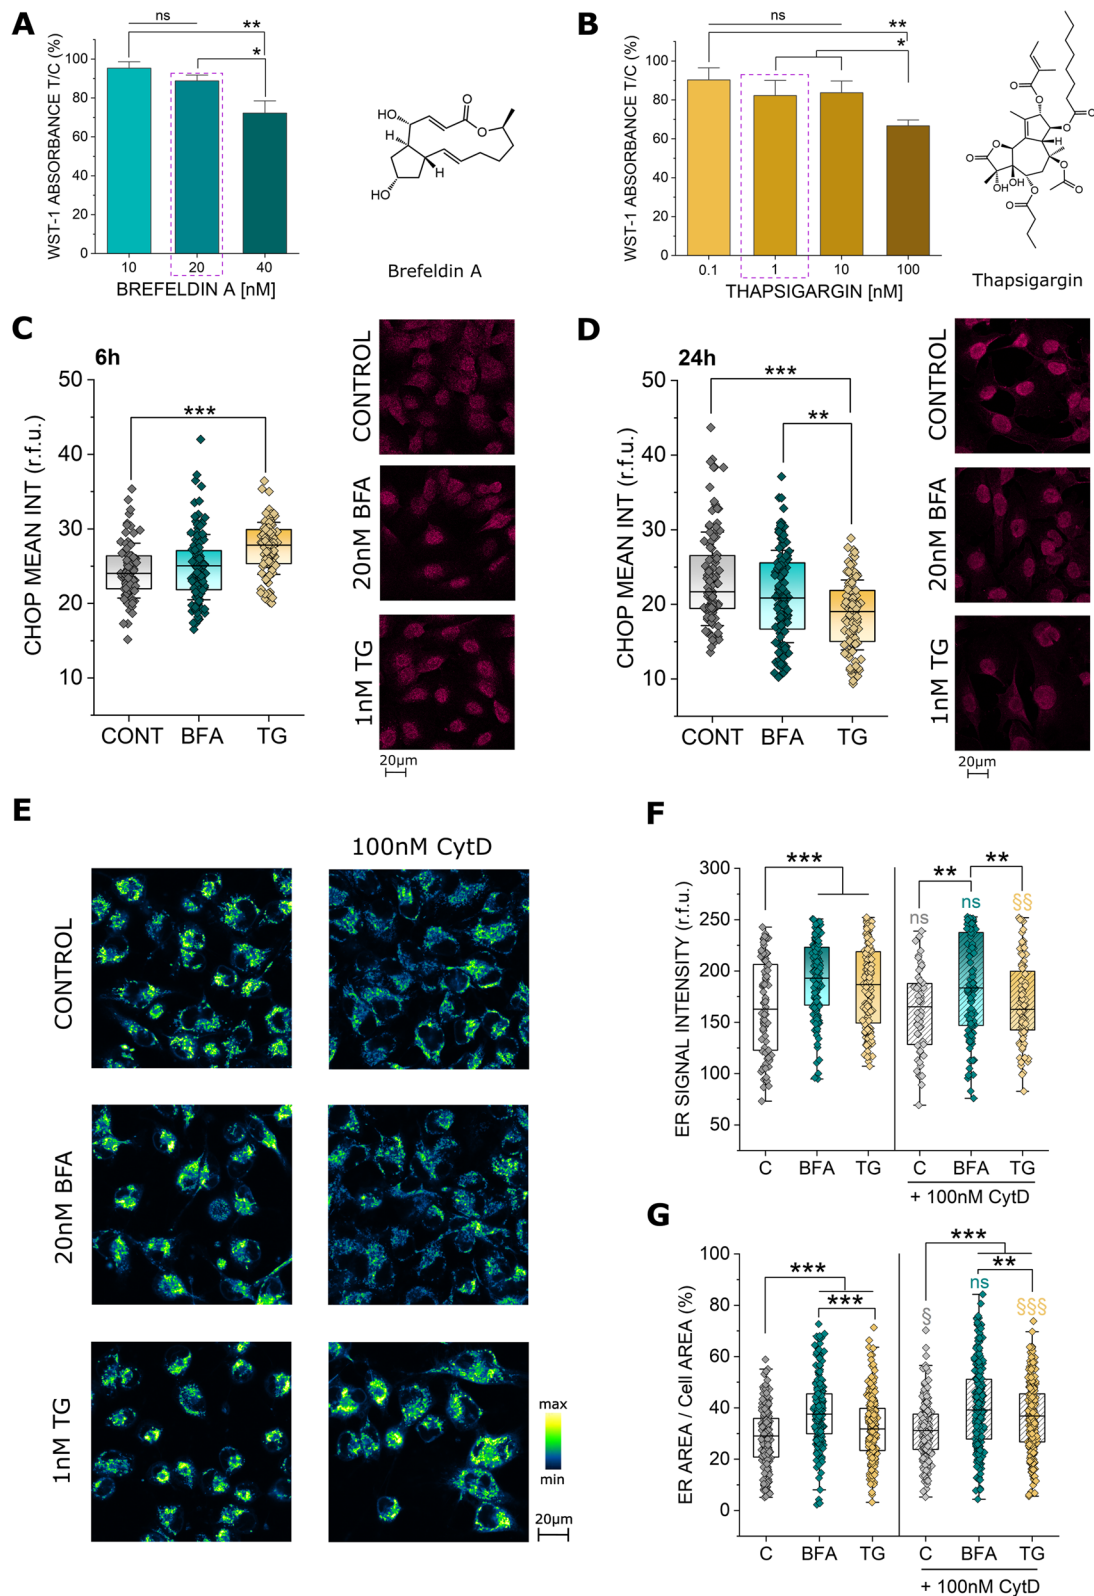 A
ns
**
*
WST-1 ABSORBANCE T/C (%)
100
80
60
40
20
0
10
20
40
BREFELDIN A [nM]
HO
O
O
H
H
HO
Brefeldin A
B
ns
**
*
WST-1 ABSORBANCE T/C (%)
100
80
60
40
20
0
0.1
1
10
100
THAPSIGARGIN [nM]
Thapsigargin
C
6h
***
CHOP MEAN INT (r.f.u.)
50
40
30
20
10
CONT
BFA
TG
CONTROL
20nM BFA
1nM TG
20µm
D
24h
***
**
CHOP MEAN INT (r.f.u.)
50
40
30
20
10
CONT
BFA
TG
CONTROL
20nM BFA
1nM TG
20µm
E
100nM CytD
CONTROL
20nM BFA
1nM TG
max
min
20µm
F
ER SIGNAL INTENSITY (r.f.u.)
300
250
200
150
100
50
***
**
**
ns
ns
§§
C
BFA
TG
C
BFA
TG
+ 100nM CytD
G
ER AREA / Cell AREA (%)
100
80
60
40
20
0
***
***
***
**
§
ns
§§§
C
BFA
TG
C
BFA
TG
+ 100nM CytD